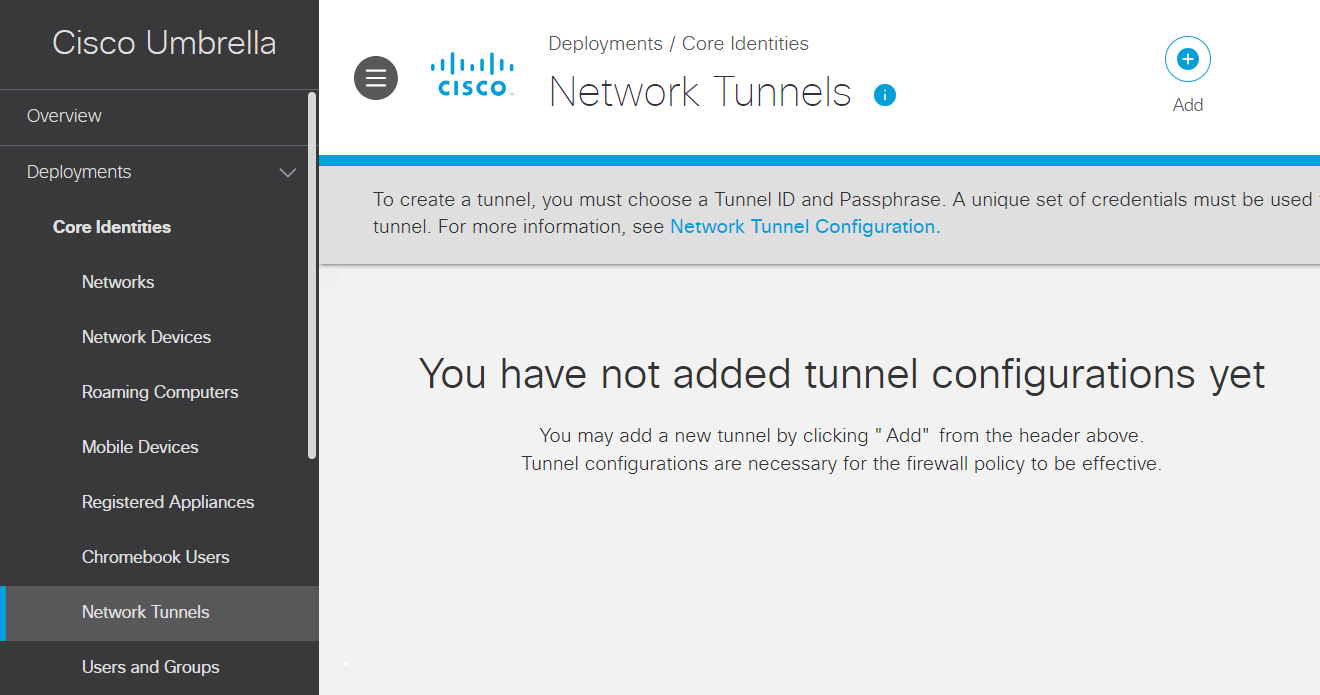 Cisco Umbrella
Overview
Deployments
Core Identities
Networks
Network Devices
Roaming Computers
Mobile Devices
Registered Appliances
Chromebook Users
Network Tunnels
Users and Groups
CISCO
Deployments / Core Identities
Network Tunnels
Add
To create a tunnel, you must choose a Tunnel ID and Passphrase. A unique set of credentials must be used
tunnel. For more information, see Network Tunnel Configuration.
You have not added tunnel configurations yet
You may add a new tunnel by clicking "Add" from the header above.
Tunnel configurations are necessary for the firewall policy to be effective.